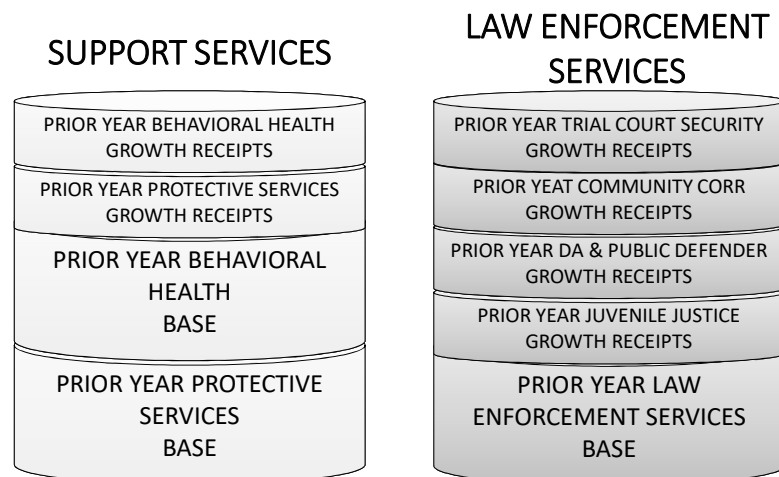 SUPPORT SERVICES
PRIOR YEAR BEHAVIORAL HEALTH
GROWTH RECEIPTS
PRIOR YEAR PROTECTIVE SERVICES
GROWTH RECEIPTS
PRIOR YEAR BEHAVIORAL
HEALTH
BASE
PRIOR YEAR PROTECTIVE
SERVICES
BASE
LAW ENFORCEMENT
SERVICES
PRIOR YEAR TRIAL COURT SECURITY
GROWTH RECEIPTS
PRIOR YEAT COMMUNITY CORR
GROWTH RECEIPTS
PRIOR YEAR DA & PUBLIC DEFENDER
GROWTH RECEIPTS
PRIOR YEAR JUVENILE JUSTICE
GROWTH RECEIPTS
PRIOR YEAR LAW
ENFORCEMENT SERVICES
BASE